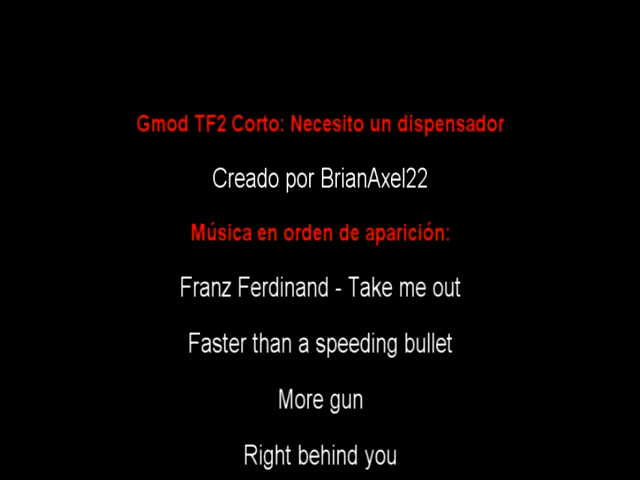 Gmod TF2 Corto: Necesito un dispensador
Creado por BrianAxel22
Música en orden de aparición:
Franz Ferdinand - Take me out
Faster than a speeding bullet
More gun
Right behind you